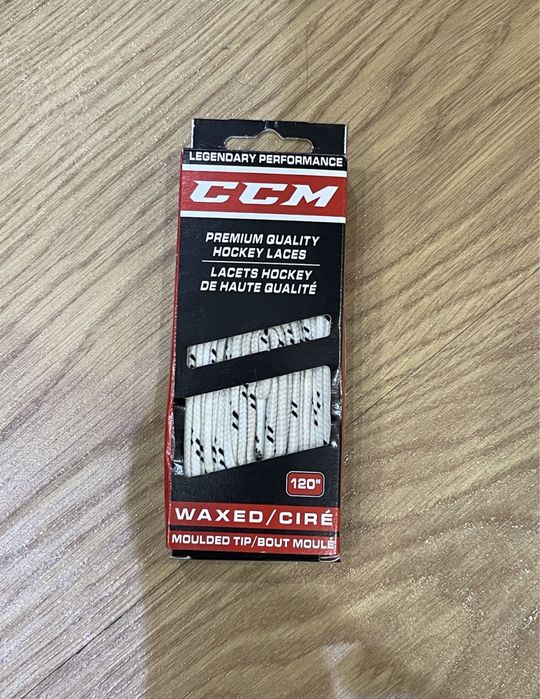 LEGENDARY PERFORMANCE
CCM
PREMIUM QUALITY
HOCKEY LACES
LACETS HOCKEY
DE HAUTE QUALITÉ
120"
WAXED/CIRÉ
MOULDED TIP/BOUT MOULÉ